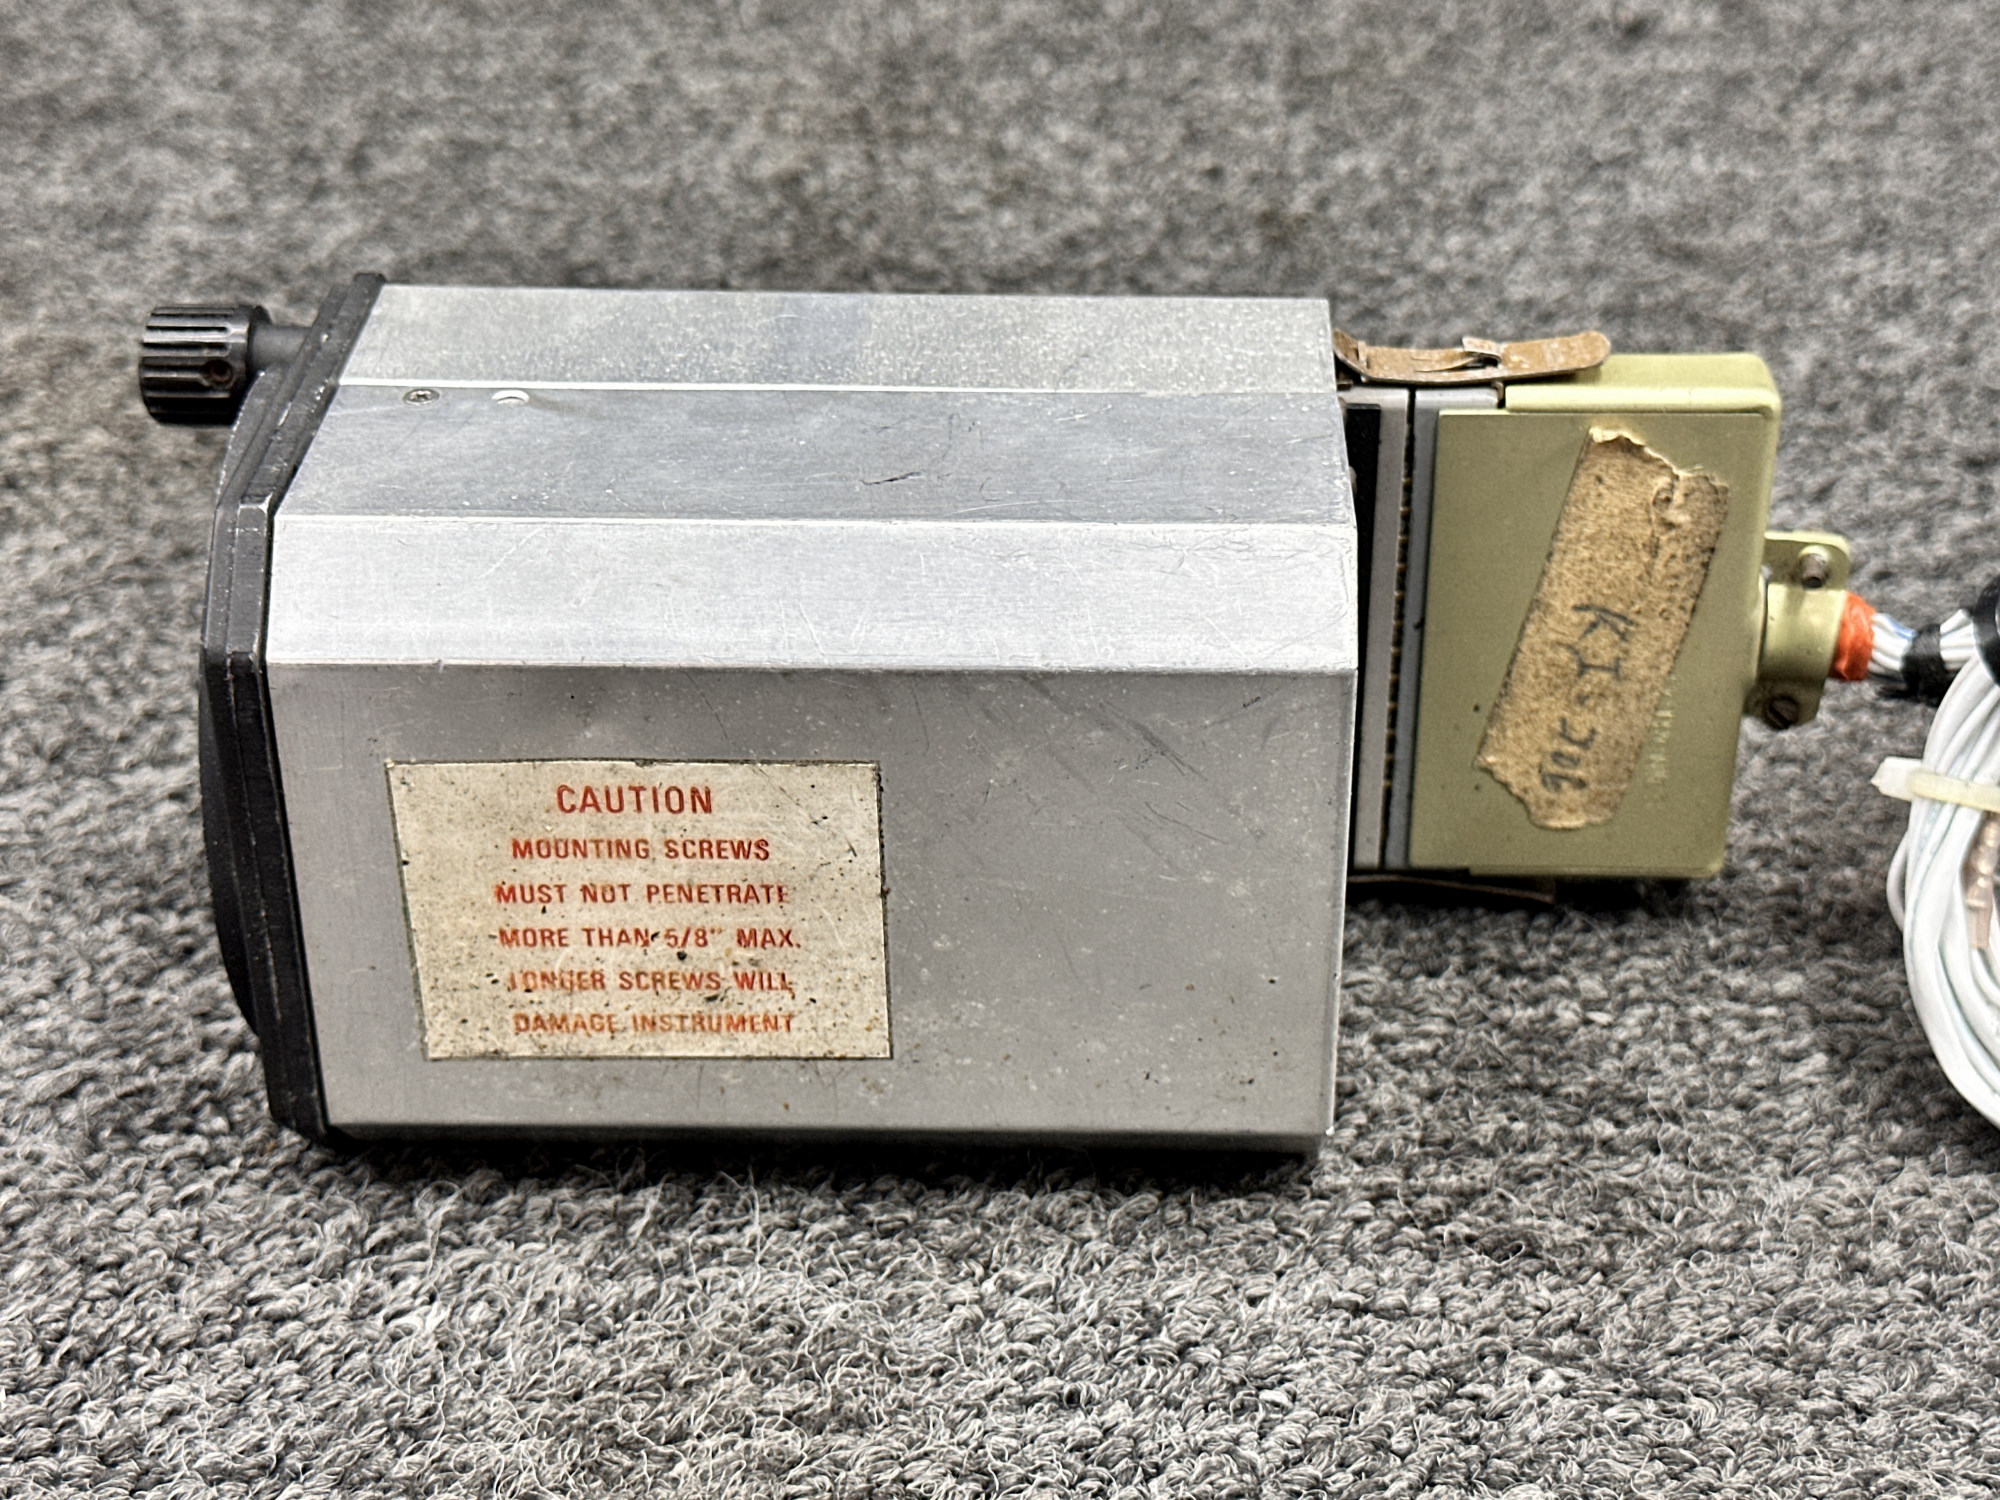 CAUTION
MOUNTING SCREWS
MUST NOT PENETRATE
MORE THAN 5/8" MAX.
LONGER SCREWS WILL
DAMAGE INSTRUMENT
KI 206